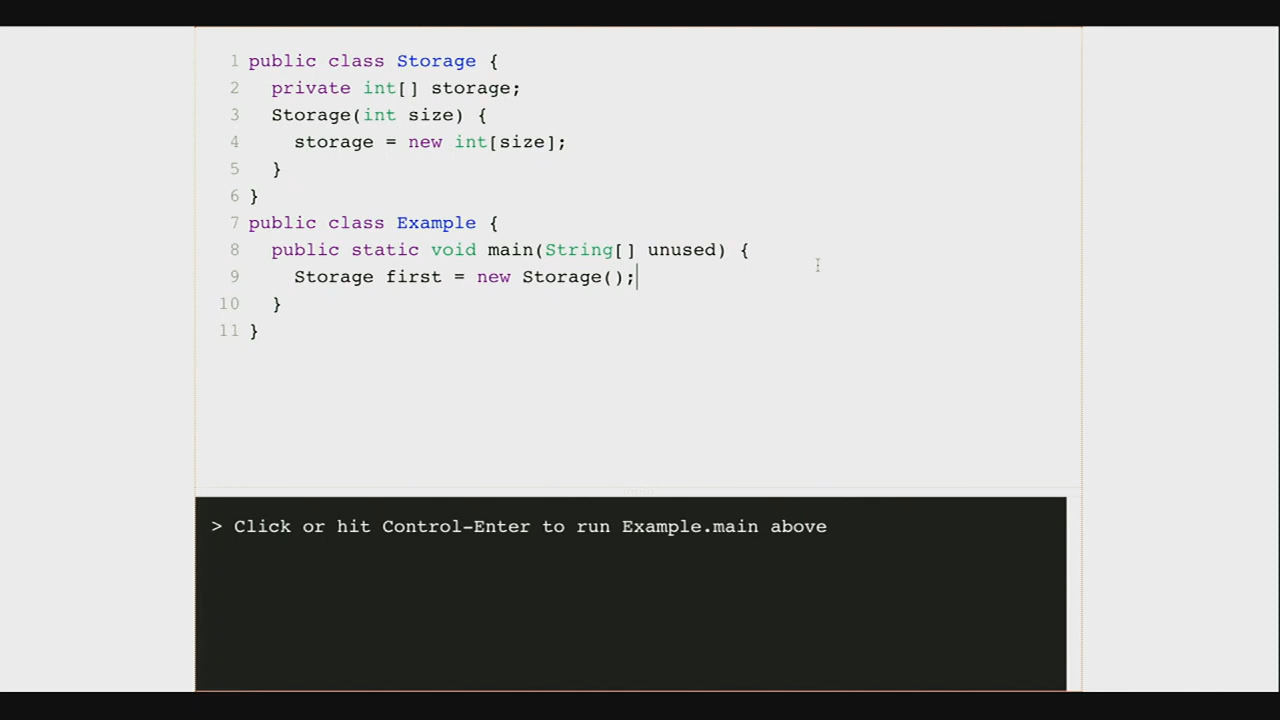 1 public class Storage {
2 private int[] storage;
3 Storage(int size) {
4 storage = new int[size];
5 }
6 }
7 public class Example {
8 public static void main(String[] unused) {
9 Storage first = new Storage();
10 }
11 }
> Click or hit Control-Enter to run Example.main above